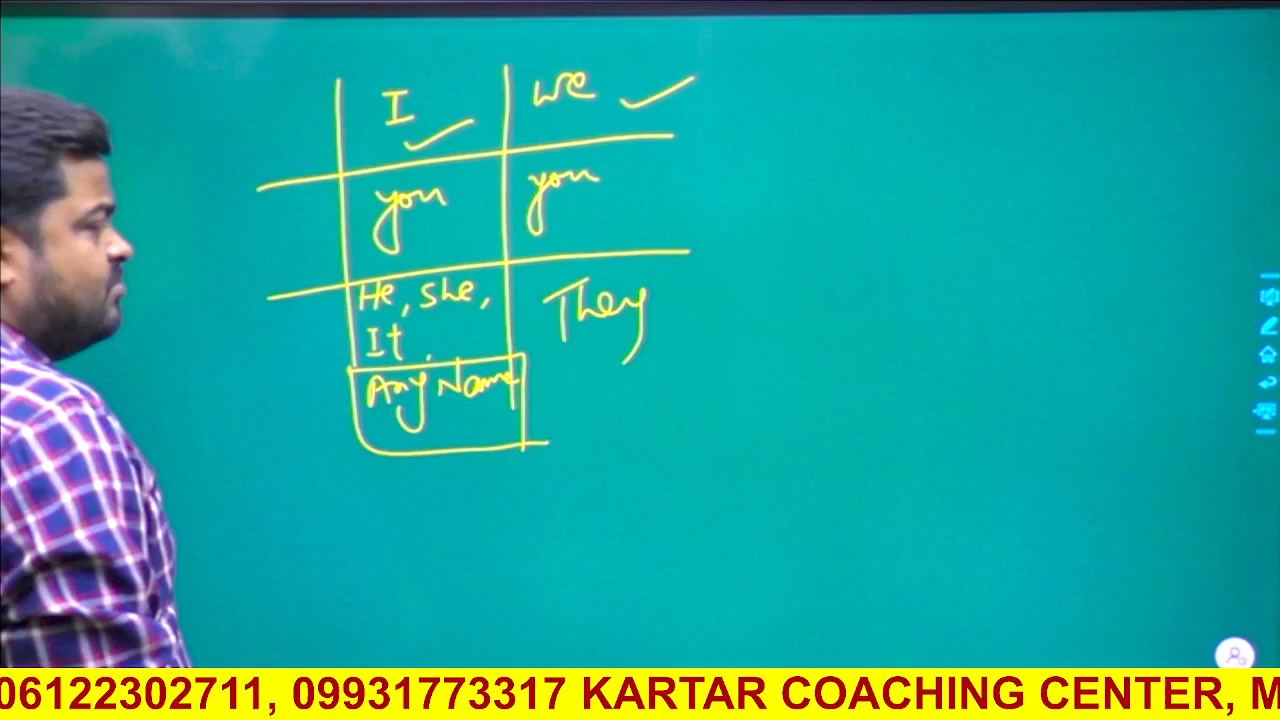 I
we
you
you
He, she,
It,
They
Any Name
06122302711, 09931773317 KARTAR COACHING CENTER, M